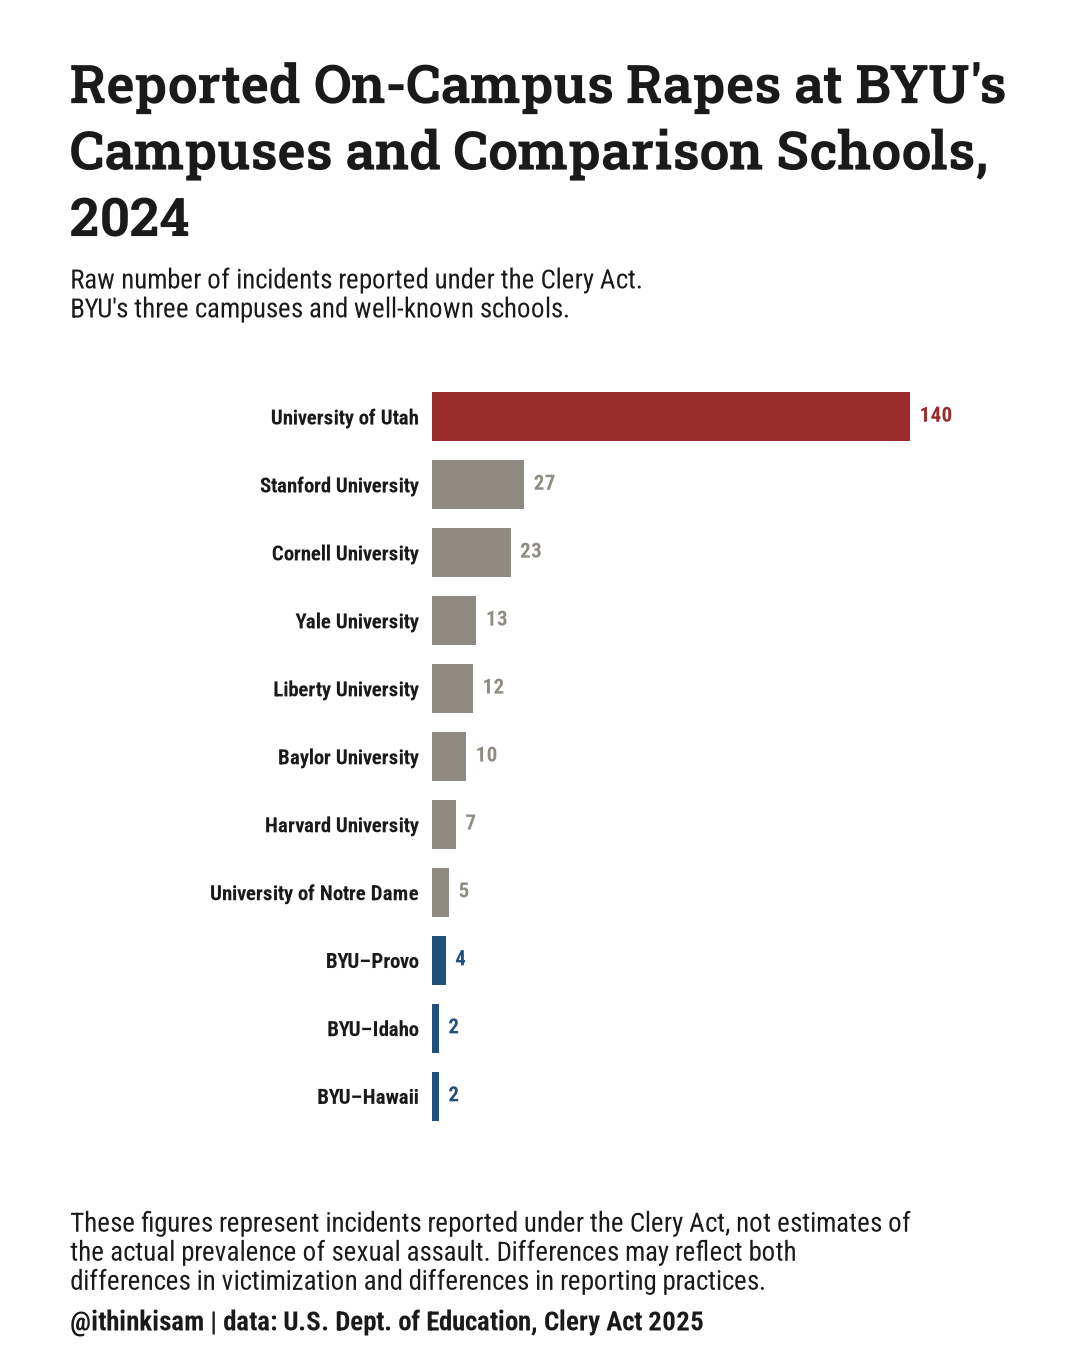 Reported On-Campus Rapes at BYU's
Campuses and Comparison Schools,
2024
Raw number of incidents reported under the Clery Act.
BYU's three campuses and well-known schools.
University of Utah 140
Stanford University 27
Cornell University 23
Yale University 13
Liberty University 12
Baylor University 10
Harvard University 7
University of Notre Dame 5
BYU–Provo 4
BYU–Idaho 2
BYU–Hawaii 2
These figures represent incidents reported under the Clery Act, not estimates of
the actual prevalence of sexual assault. Differences may reflect both
differences in victimization and differences in reporting practices.
@ithinkisam | data: U.S. Dept. of Education, Clery Act 2025